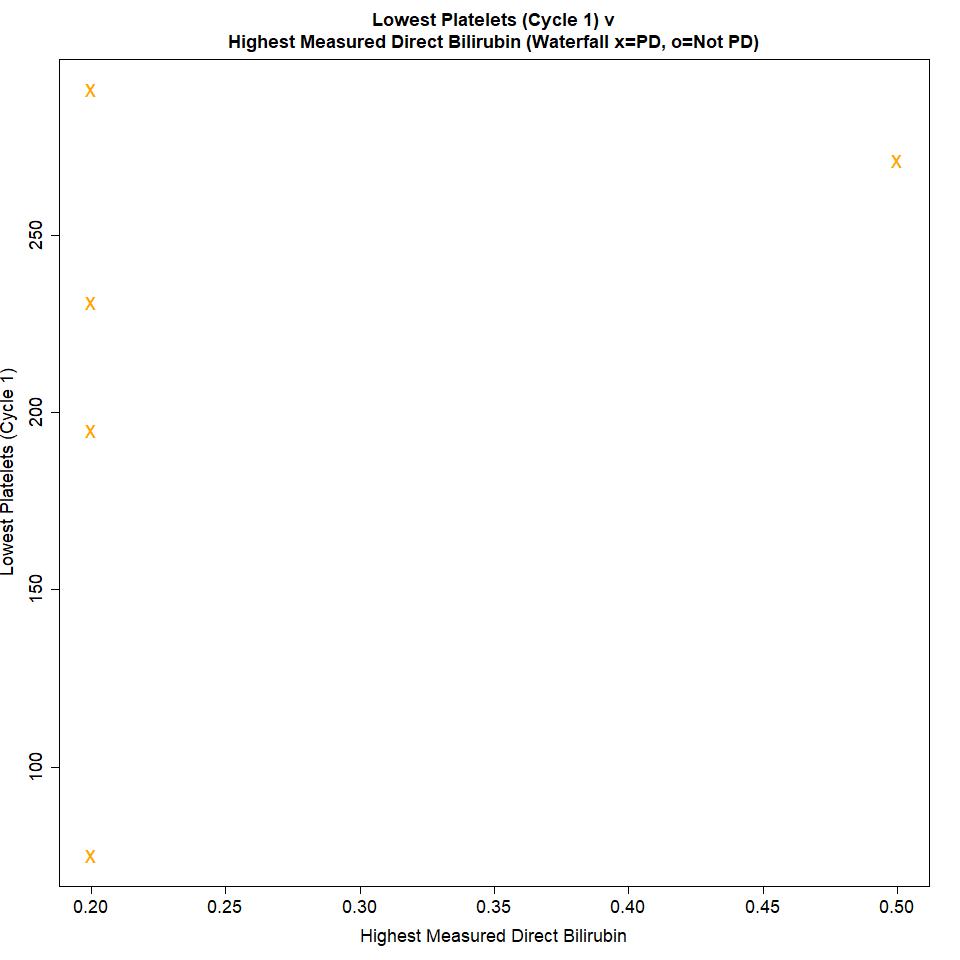 Lowest Platelets (Cycle 1) v
Highest Measured Direct Bilirubin (Waterfall x=PD, o=Not PD)
X
X
X
X
X
250
200
150
100
Lowest Platelets (Cycle 1)
0.20 0.25 0.30 0.35 0.40 0.45 0.50
Highest Measured Direct Bilirubin